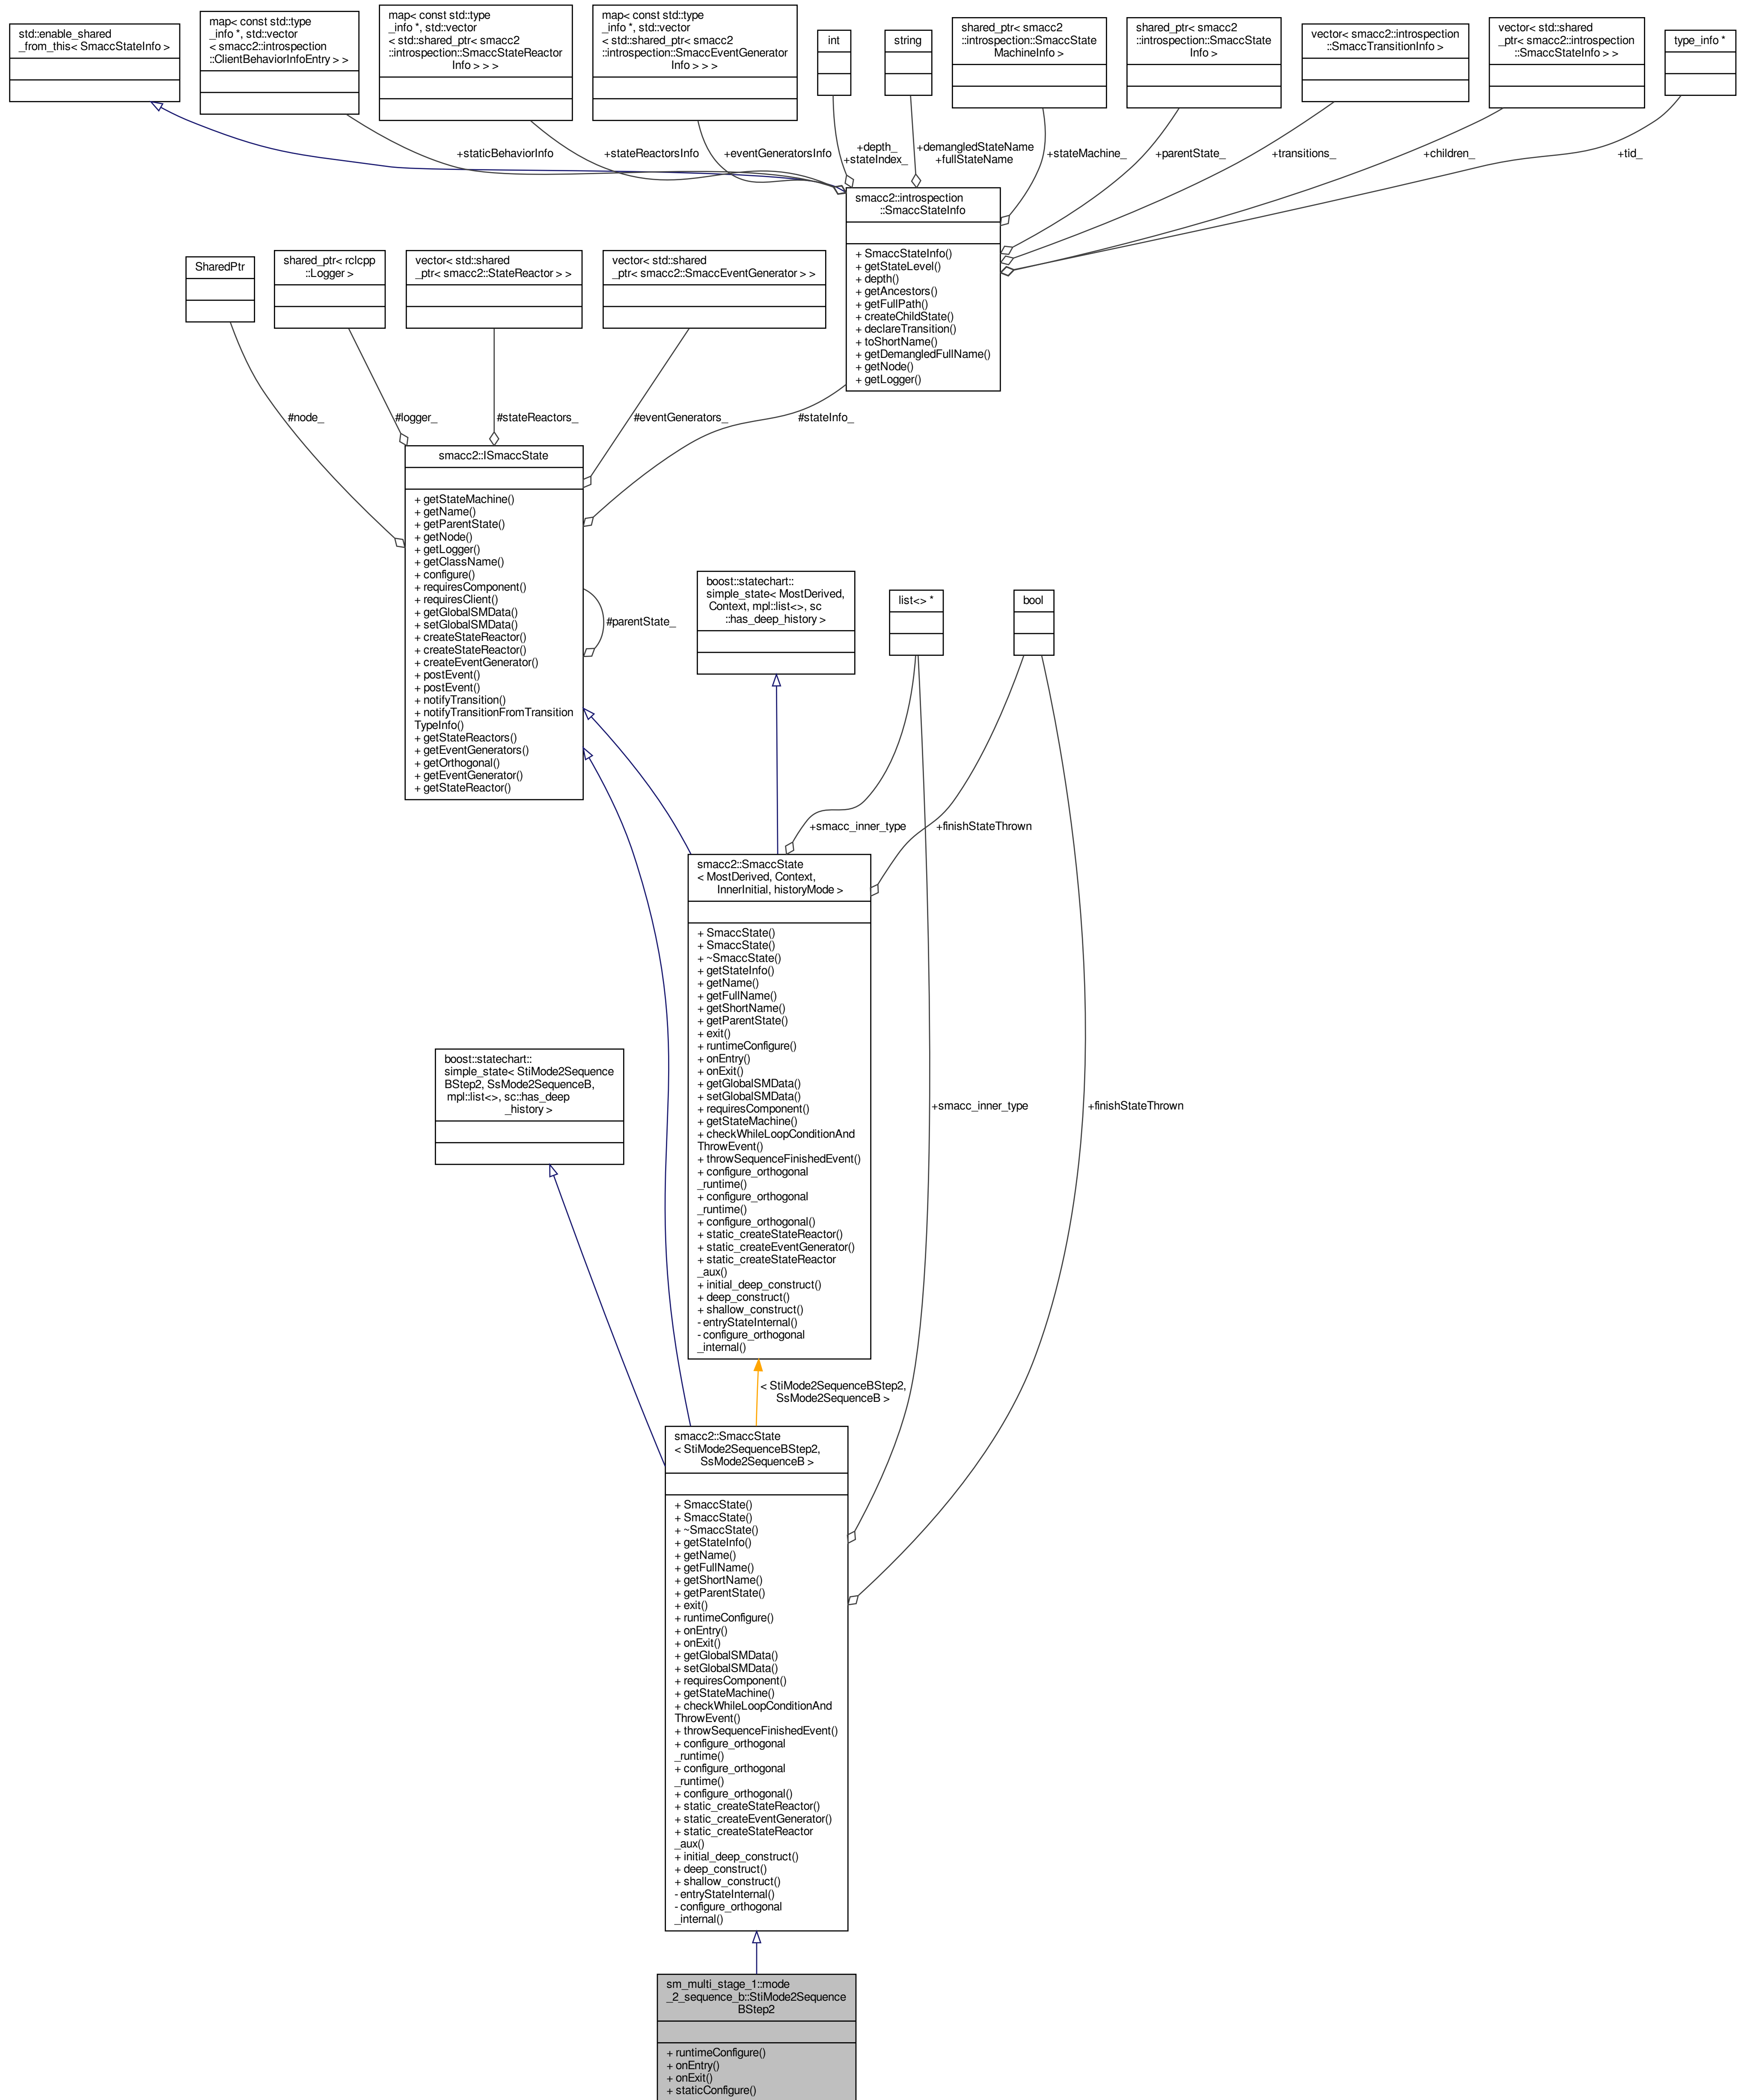 std::enable_shared
_from_this< SmaccStateInfo >
map< const std::type
_info *, std::vector
< smacc2::introspection
::ClientBehaviorInfoEntry > >
map< const std::type
_info *, std::vector
< std::shared_ptr< smacc2
::introspection::SmaccStateReactor
Info > > >
map< const std::type
_info *, std::vector
< std::shared_ptr< smacc2
::introspection::SmaccEventGenerator
Info > > >
int
string
shared_ptr< smacc2
::introspection::SmaccState
MachineInfo >
shared_ptr< smacc2
::introspection::SmaccState
Info >
vector< smacc2::introspection
::SmaccTransitionInfo >
vector< std::shared
_ptr< smacc2::introspection
::SmaccStateInfo > >
type_info *
+staticBehaviorInfo
+stateReactorsInfo
+eventGeneratorsInfo
+depth_
+stateIndex_
+demangledStateName
+fullStateName
+stateMachine_
+parentState_
+transitions_
+children_
+tid_
smacc2::introspection
::SmaccStateInfo
+ SmaccStateInfo()
+ getStateLevel()
+ depth()
+ getAncestors()
+ getFullPath()
+ createChildState()
+ declareTransition()
+ toShortName()
+ getDemangledFullName()
+ getNode()
+ getLogger()
SharedPtr
shared_ptr< rclcpp
::Logger >
vector< std::shared
_ptr< smacc2::StateReactor > >
vector< std::shared
_ptr< smacc2::SmaccEventGenerator > >
#node_
#logger_
#stateReactors_
#eventGenerators_
#stateInfo_
smacc2::ISmaccState
+ getStateMachine()
+ getName()
+ getParentState()
+ getNode()
+ getLogger()
+ getClassName()
+ configure()
+ requiresComponent()
+ requiresClient()
+ getGlobalSMData()
+ setGlobalSMData()
+ createStateReactor()
+ createStateReactor()
+ createEventGenerator()
+ postEvent()
+ postEvent()
+ notifyTransition()
+ notifyTransitionFromTransition
TypeInfo()
+ getStateReactors()
+ getEventGenerators()
+ getOrthogonal()
+ getEventGenerator()
+ getStateReactor()
#parentState_
boost::statechart::
simple_state< MostDerived,
Context, mpl::list<>, sc
::has_deep_history >
list<> *
bool
+smacc_inner_type
+finishStateThrown
smacc2::SmaccState
< MostDerived, Context,
InnerInitial, historyMode >
+ SmaccState()
+ SmaccState()
+ ~SmaccState()
+ getStateInfo()
+ getName()
+ getFullName()
+ getShortName()
+ getParentState()
+ exit()
+ runtimeConfigure()
+ onEntry()
+ onExit()
+ getGlobalSMData()
+ setGlobalSMData()
+ requiresComponent()
+ getStateMachine()
+ checkWhileLoopConditionAnd
ThrowEvent()
+ throwSequenceFinishedEvent()
+ configure_orthogonal
_runtime()
+ configure_orthogonal
_runtime()
+ configure_orthogonal()
+ static_createStateReactor()
+ static_createEventGenerator()
+ static_createStateReactor
_aux()
+ initial_deep_construct()
+ deep_construct()
+ shallow_construct()
- entryStateInternal()
- configure_orthogonal
_internal()
boost::statechart::
simple_state< StiMode2Sequence
BStep2, SsMode2SequenceB,
mpl::list<>, sc::has_deep
_history >
+smacc_inner_type
+finishStateThrown
< StiMode2SequenceBStep2,
SsMode2SequenceB >
smacc2::SmaccState
< StiMode2SequenceBStep2,
SsMode2SequenceB >
+ SmaccState()
+ SmaccState()
+ ~SmaccState()
+ getStateInfo()
+ getName()
+ getFullName()
+ getShortName()
+ getParentState()
+ exit()
+ runtimeConfigure()
+ onEntry()
+ onExit()
+ getGlobalSMData()
+ setGlobalSMData()
+ requiresComponent()
+ getStateMachine()
+ checkWhileLoopConditionAnd
ThrowEvent()
+ throwSequenceFinishedEvent()
+ configure_orthogonal
_runtime()
+ configure_orthogonal
_runtime()
+ configure_orthogonal()
+ static_createStateReactor()
+ static_createEventGenerator()
+ static_createStateReactor
_aux()
+ initial_deep_construct()
+ deep_construct()
+ shallow_construct()
- entryStateInternal()
- configure_orthogonal
_internal()
sm_multi_stage_1::mode
_2_sequence_b::StiMode2Sequence
BStep2
+ runtimeConfigure()
+ onEntry()
+ onExit()
+ staticConfigure()